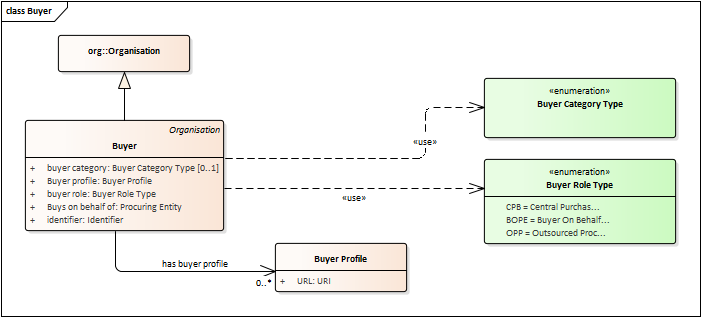 class Buyer
org::Organisation
Organisation
Buyer
+ buyer category: Buyer Category Type [0..1]
+ Buyer profile: Buyer Profile
+ buyer role: Buyer Role Type
+ Buys on behalf of: Procuring Entity
+ identifier: Identifier
«use»
«use»
«enumeration»
Buyer Category Type
«enumeration»
Buyer Role Type
CPB = Central Purchas...
BOPE = Buyer On Behalf...
OPP = Outsourced Proc...
has buyer profile
0..*
Buyer Profile
+ URL: URI